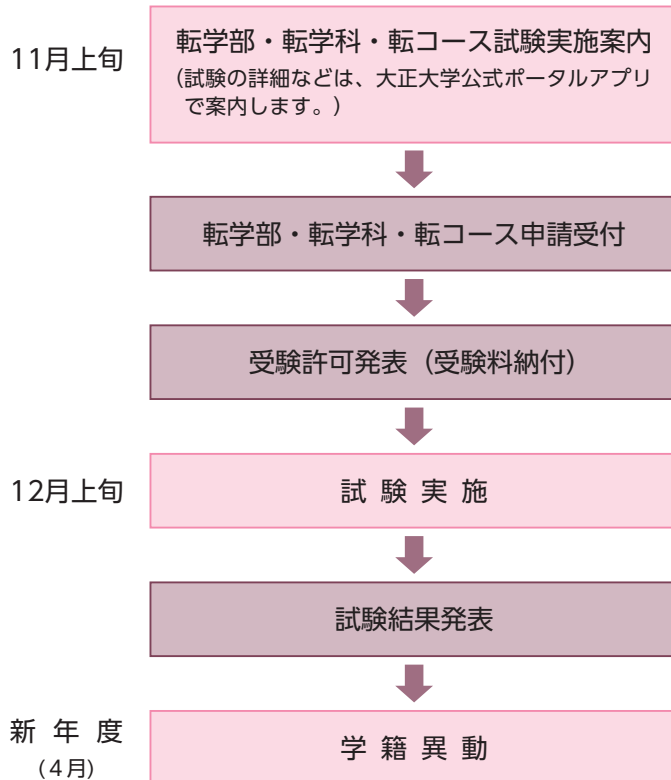 11月上旬
転学部・転学科・転コース試験実施案内
（試験の詳細などは、大正大学公式ポータルアプリ
で案内します。）
転学部・転学科・転コース申請受付
受験許可発表（受験料納付）
12月上旬
試 験 実 施
試験結果発表
新 年 度
（４月）
学 籍 異 動